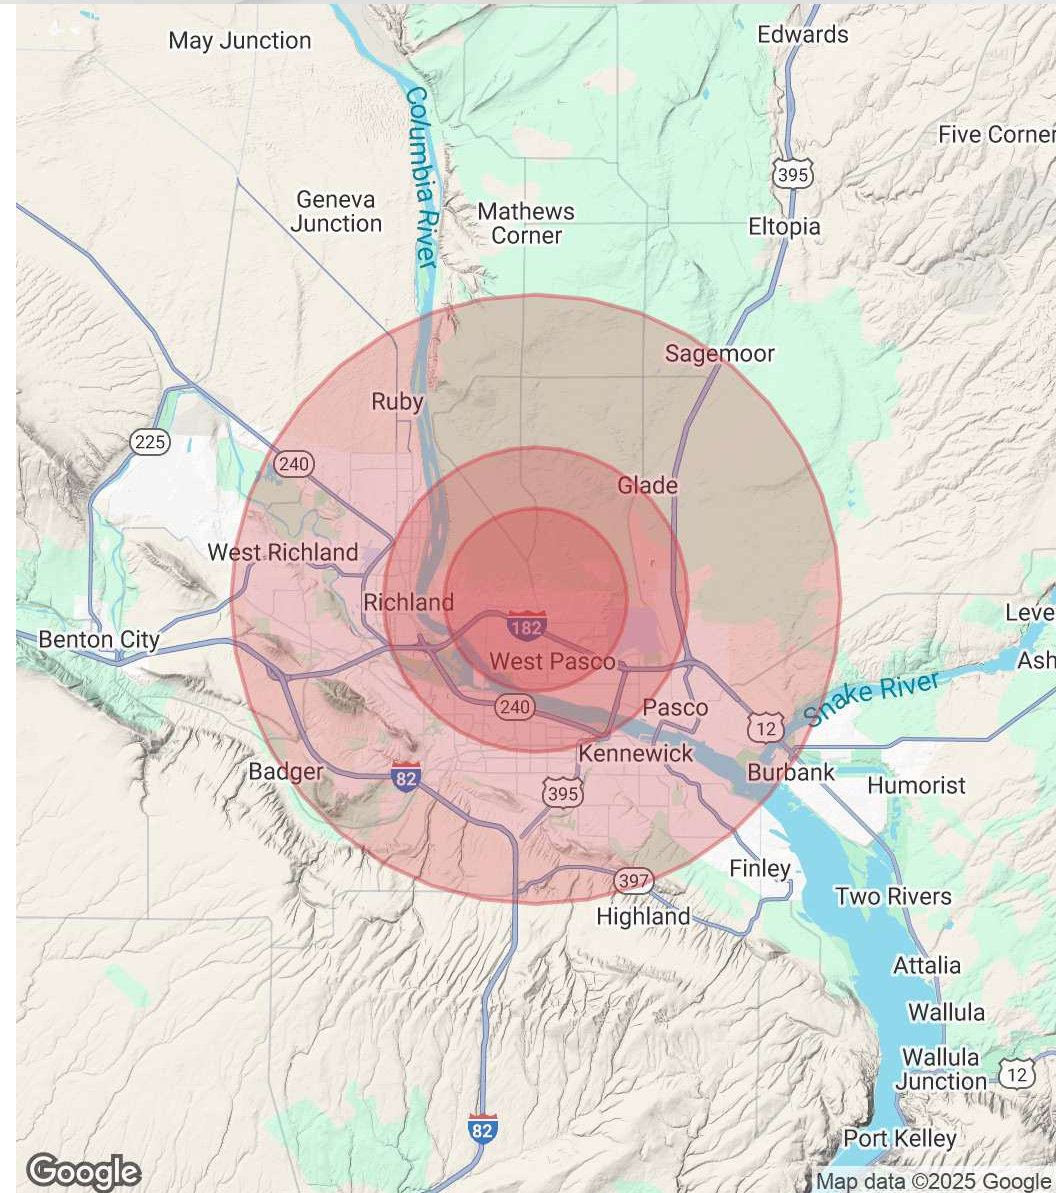 May Junction
Edwards
Columbia River
Five Corner
395
Geneva
Junction
Mathews
Corner
Eltopia
Sagemoor
Ruby
225
240
Glade
West Richland
Richland
Leve
182
Benton City
West Pasco
Ash
Snake River
240
Pasco
12
Kennewick
Badger
82
Burbank
Humorist
395
Finley
397
Two Rivers
Highland
Attalia
Wallula
Wallula
Junction
12
82
Port Kelley
Google
Map data ©2025 Google